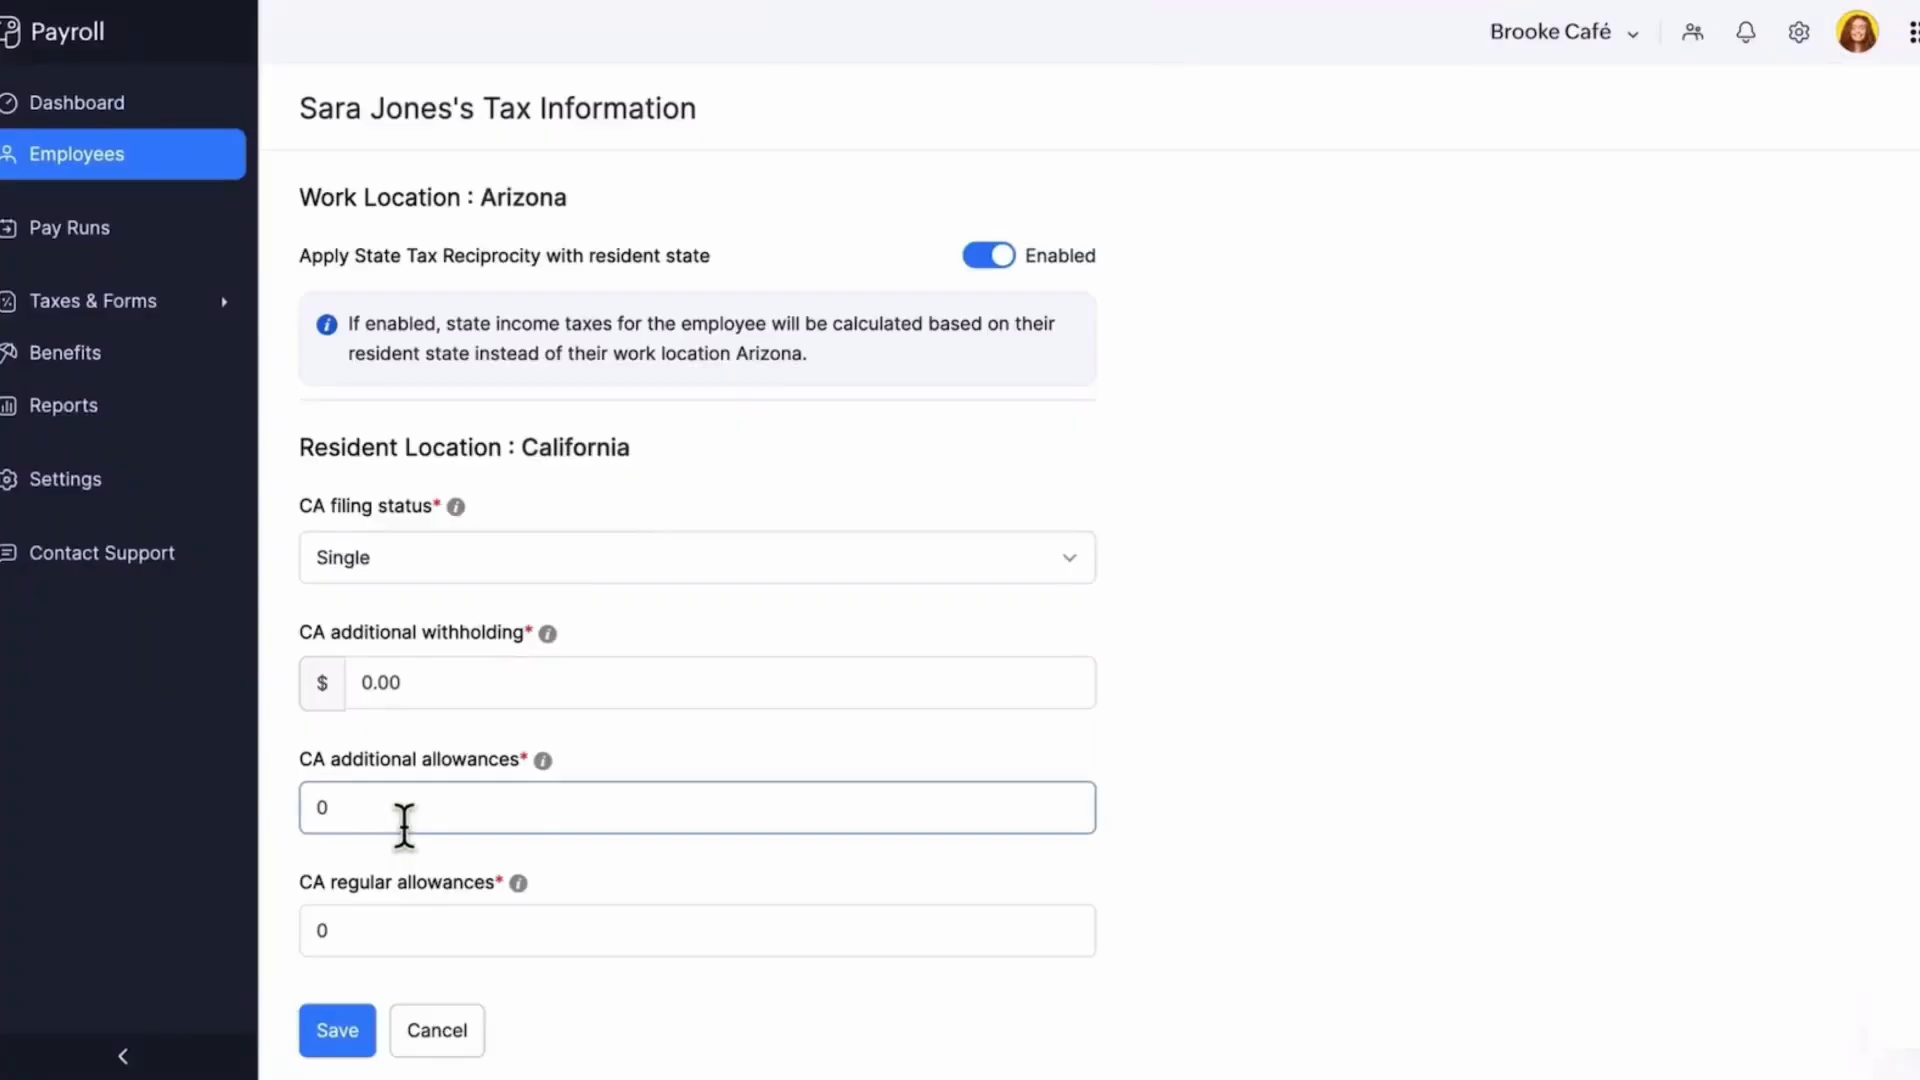 Payroll
Brooke Café
Dashboard
Employees
Pay Runs
Taxes & Forms
Benefits
Reports
Settings
Contact Support
Sara Jones's Tax Information
Work Location : Arizona
Apply State Tax Reciprocity with resident state
Enabled
If enabled, state income taxes for the employee will be calculated based on their
resident state instead of their work location Arizona.
Resident Location : California
CA filing status*
Single
CA additional withholding*
$ 0.00
CA additional allowances*
0
CA regular allowances*
0
Save
Cancel